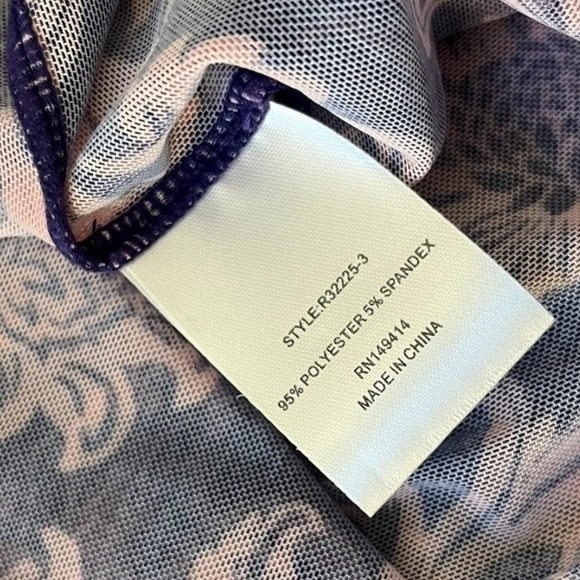 STYLE:R32225-3
95% POLYESTER 5% SPANDEX
RN149414
MADE IN CHINA